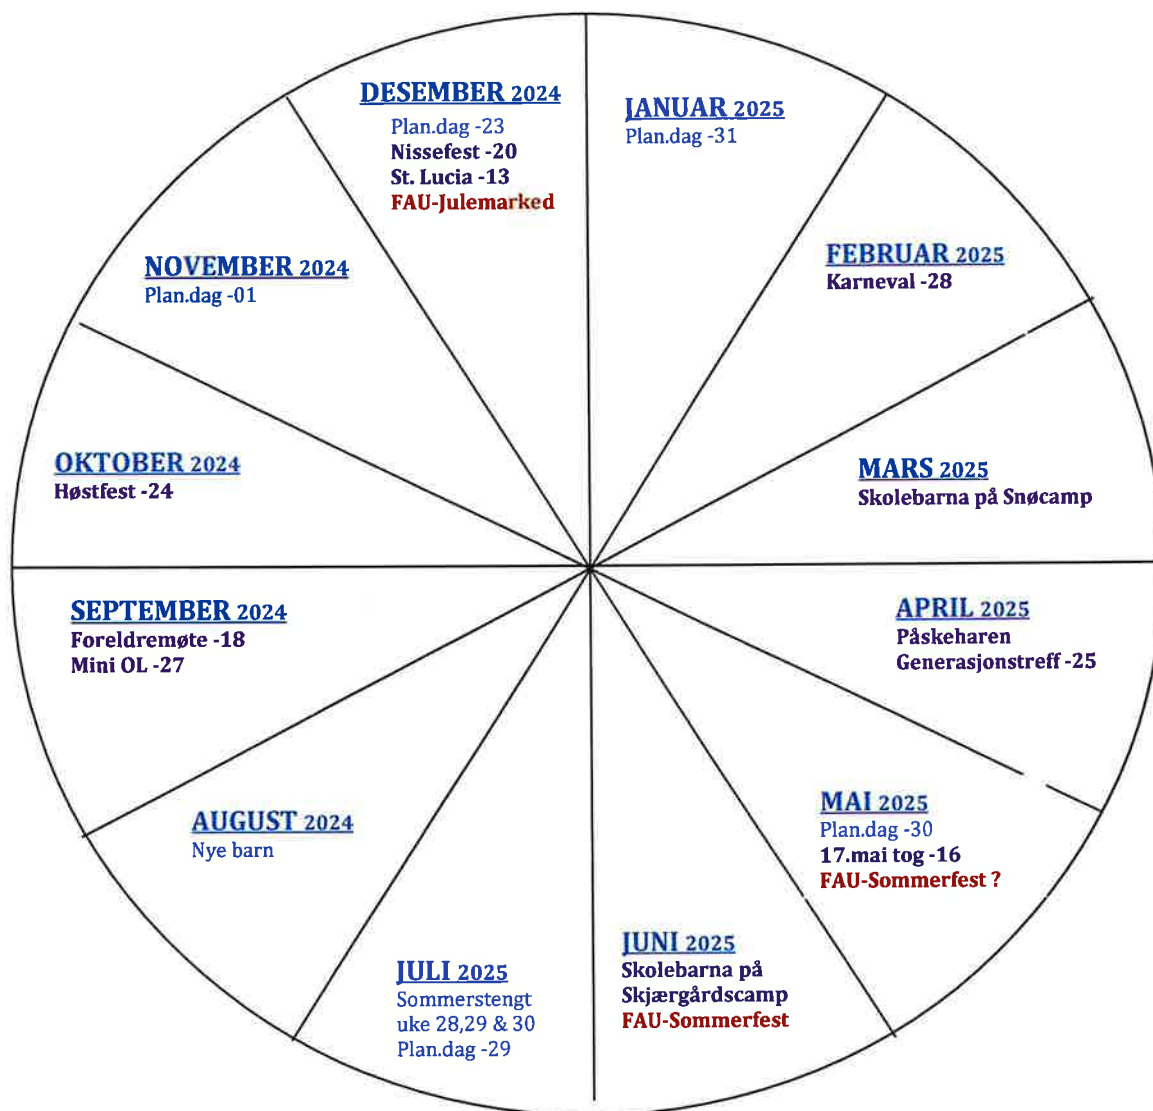 DESEMBER 2024
Plan.dag -23
Nissefest -20
St. Lucia -13
FAU-Julemarked
JANUAR 2025
Plan.dag -31
FEBRUAR 2025
Karneval -28
MARS 2025
Skolebarna på Snøcamp
APRIL 2025
Påskeharen
Generasjonstreff -25
MAI 2025
Plan.dag -30
17.mai tog -16
FAU-Sommerfest ?
JUNI 2025
Skolebarna på
Skjærgårdscamp
FAU-Sommerfest
JULI 2025
Sommerstengt
uke 28,29 & 30
Plan.dag -29
AUGUST 2024
Nye barn
SEPTEMBER 2024
Foreldremøte -18
Mini OL -27
OKTOBER 2024
Høstfest -24
NOVEMBER 2024
Plan.dag -01